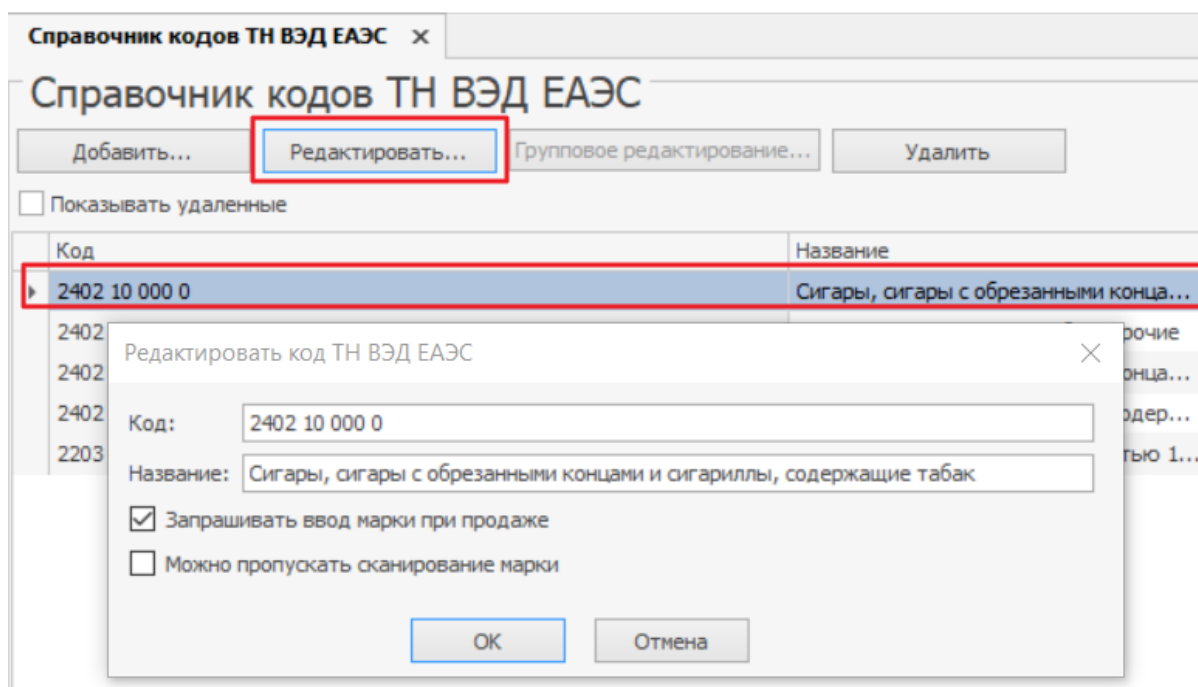 Справочник кодов ТН ВЭД ЕАЭС
Справочник кодов ТН ВЭД ЕАЭС
Добавить... Редактировать... Групповое редактирование... Удалить
Показывать удаленные
Код Название
2402 10 000 0 Сигары, сигары с обрезанными конца...
2402 рочие
Редактировать код ТН ВЭД ЕАЭС
2402 онца...
Код: 2402 10 000 0
2402 одер...
2203 тью 1...
Название: Сигары, сигары с обрезанными концами и сигариллы, содержащие табак
Запрашивать ввод марки при продаже
Можно пропускать сканирование марки
OK Отмена